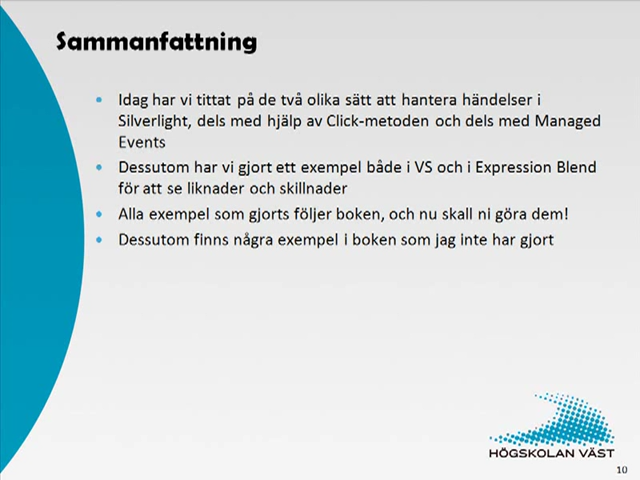 Sammanfattning
Idag har vi tittat på de två olika sätt att hantera händelser i
Silverlight, dels med hjälp av Click-metoden och dels med Managed
Events
Dessutom har vi gjort ett exempel både i VS och i Expression Blend
för att se liknader och skillnader
Alla exempel som gjorts följer boken, och nu skall ni göra dem!
Dessutom finns några exempel i boken som jag inte har gjort
HÖGSKOLAN VÄST
10